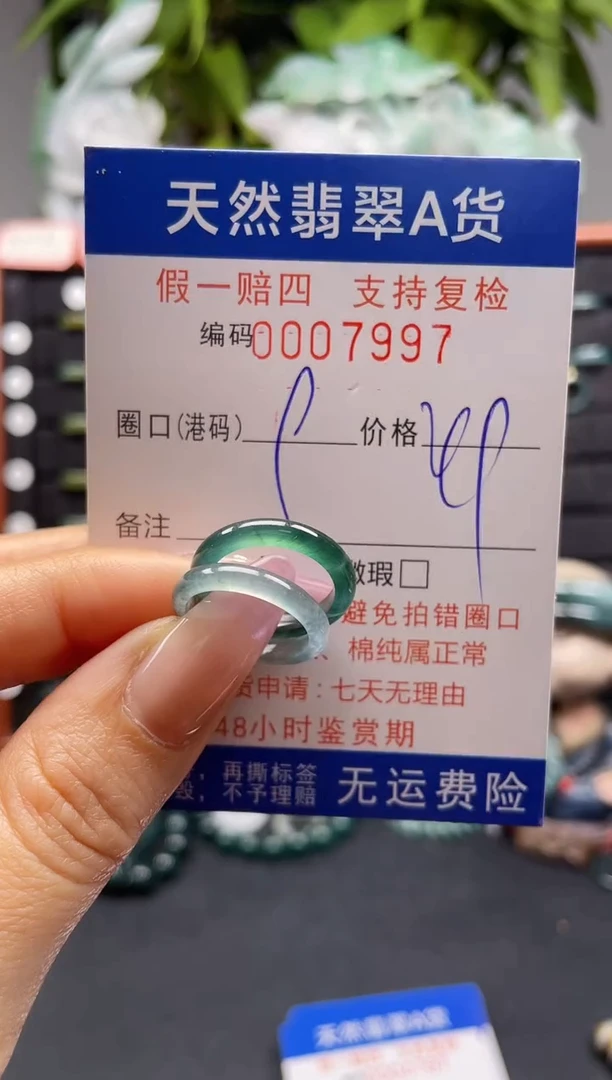 天然翡翠A货
假一赔四 支持复检
编码0007997
圈口(港码) 价格
备注
瑕□
避免拍错圈口
、棉纯属正常
货申请：七天无理由
48小时鉴赏期
，再撕标签
毁；不予理赔
无运费险
天然翡翠A货